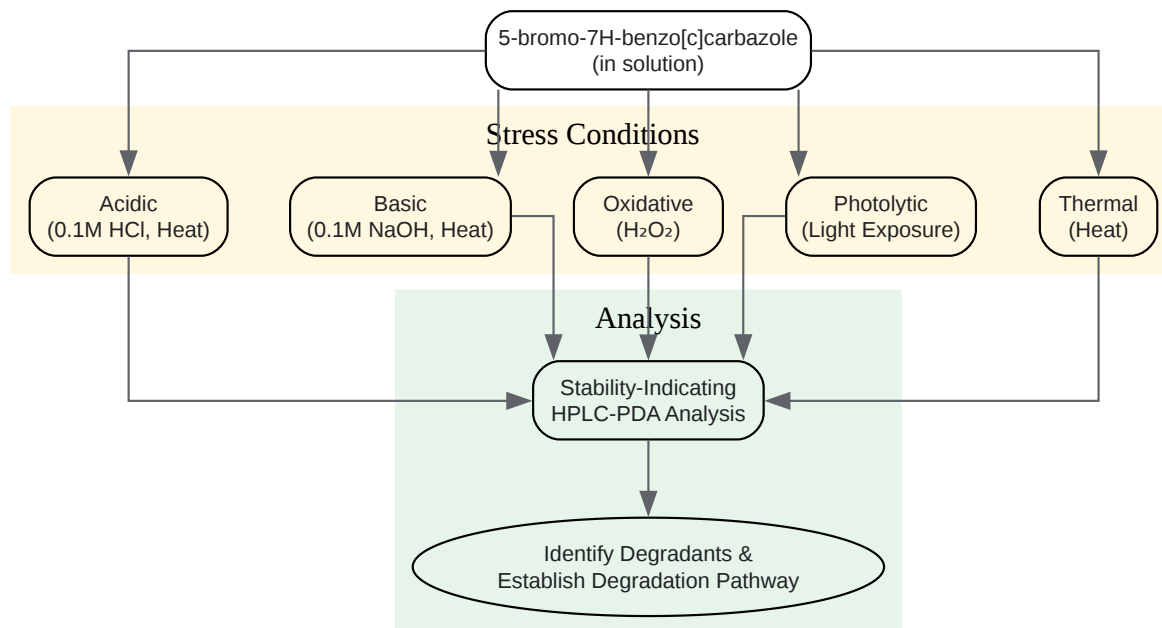 5-bromo-7H-benzo[c]carbazole
(in solution)
Stress Conditions
Acidic
(0.1M HCl, Heat)
Basic
(0.1M NaOH, Heat)
Oxidative
(H₂O₂)
Photolytic
(Light Exposure)
Thermal
(Heat)
Analysis
Stability-Indicating
HPLC-PDA Analysis
Identify Degradants &
Establish Degradation Pathway